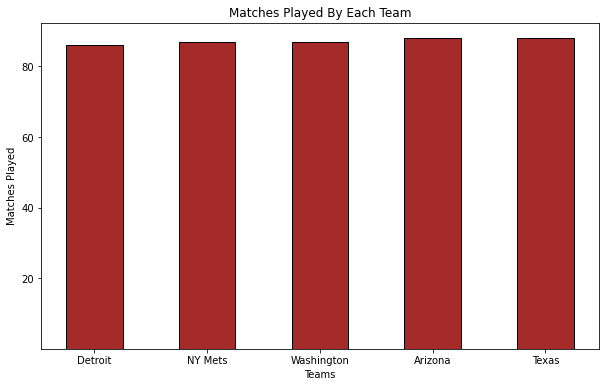 Matches Played By Each Team
Matches Played
80
60
40
20
Detroit NY Mets Washington Arizona Texas
Teams